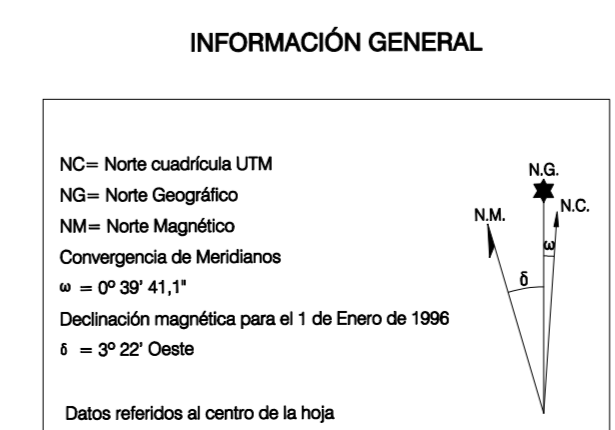 INFORMACIÓN GENERAL
NC= Norte cuadrícula UTM
NG= Norte Geográfico
NM= Norte Magnético
Convergencia de Meridianos
ω = 0º 39' 41,1"
Declinación magnética para el 1 de Enero de 1996
δ = 3º 22' Oeste
Datos referidos al centro de la hoja
N.G.
N.C.
N.M.
ω
δ